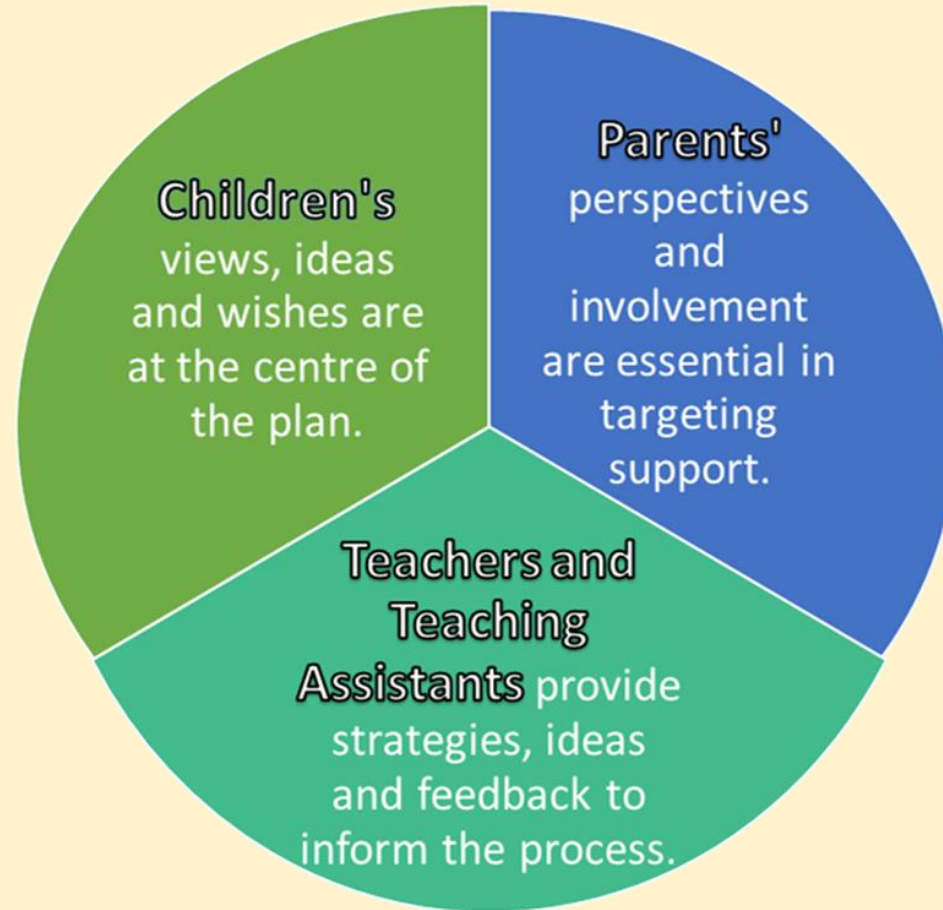 Children's
views, ideas
and wishes are
at the centre of
the plan.
Parents'
perspectives
and
involvement
are essential in
targeting
support.
Teachers and
Teaching
Assistants provide
strategies, ideas
and feedback to
inform the process.